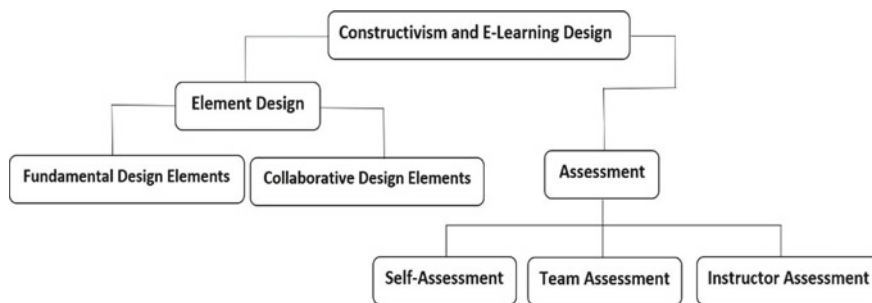 Constructivism and E-Learning Design
Element Design
Fundamental Design Elements
Collaborative Design Elements
Assessment
Self-Assessment
Team Assessment
Instructor Assessment